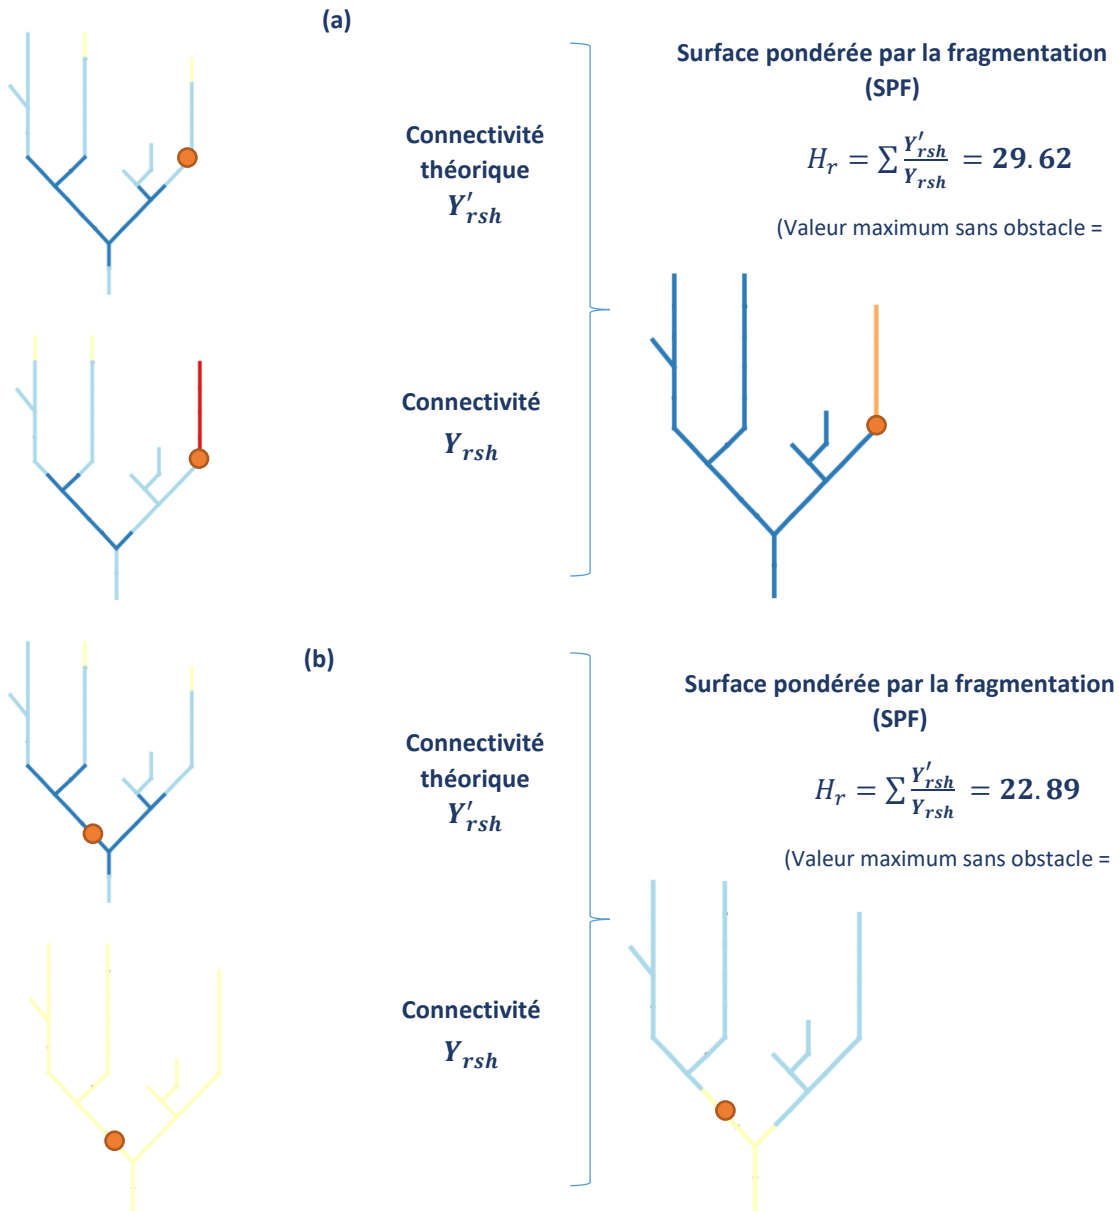 (a)
Connectivité
théorique
Y′rsh
Connectivité
Yrsh
Surface pondérée par la fragmentation
(SPF)
Hr = ∑ Y′rsh / Yrsh = 29.62
(Valeur maximum sans obstacle =
(b)
Connectivité
théorique
Y′rsh
Connectivité
Yrsh
Surface pondérée par la fragmentation
(SPF)
Hr = ∑ Y′rsh / Yrsh = 22.89
(Valeur maximum sans obstacle =